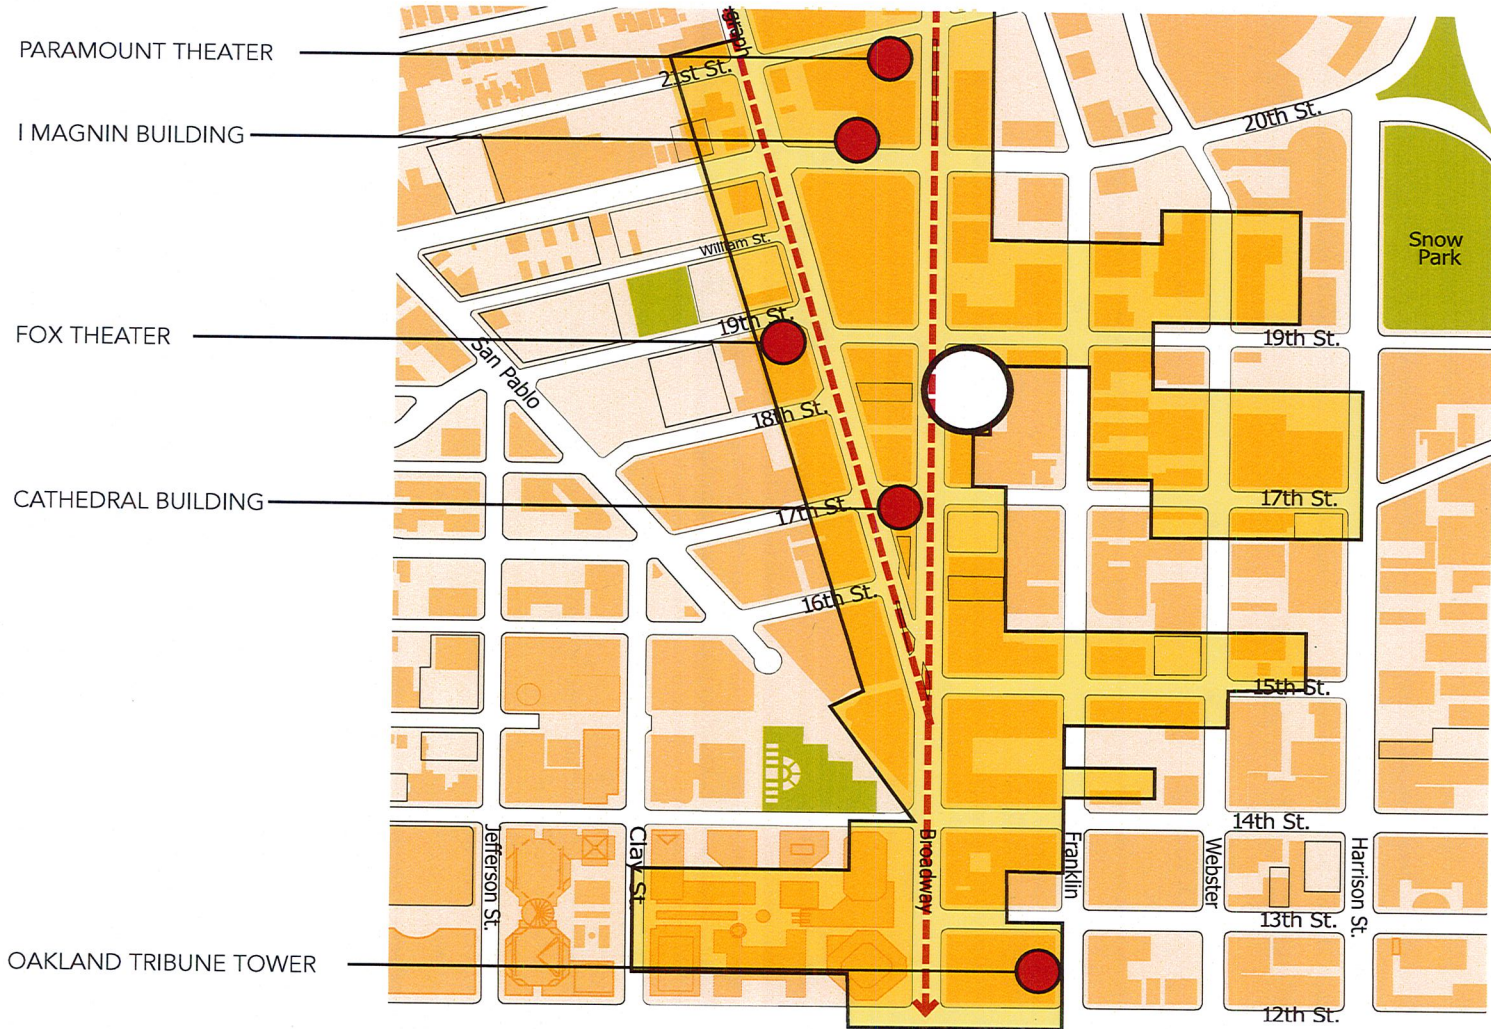 PARAMOUNT THEATER
I MAGNIN BUILDING
FOX THEATER
CATHEDRAL BUILDING
OAKLAND TRIBUNE TOWER
21st St.
20th St.
William St.
Snow
Park
19th St.
19th St.
San Pablo
18th St.
17th St.
17th St.
16th St.
15th St.
14th St.
Jefferson St.
Clay St.
Broadway
Franklin
Webster
Harrison St.
13th St.
12th St.